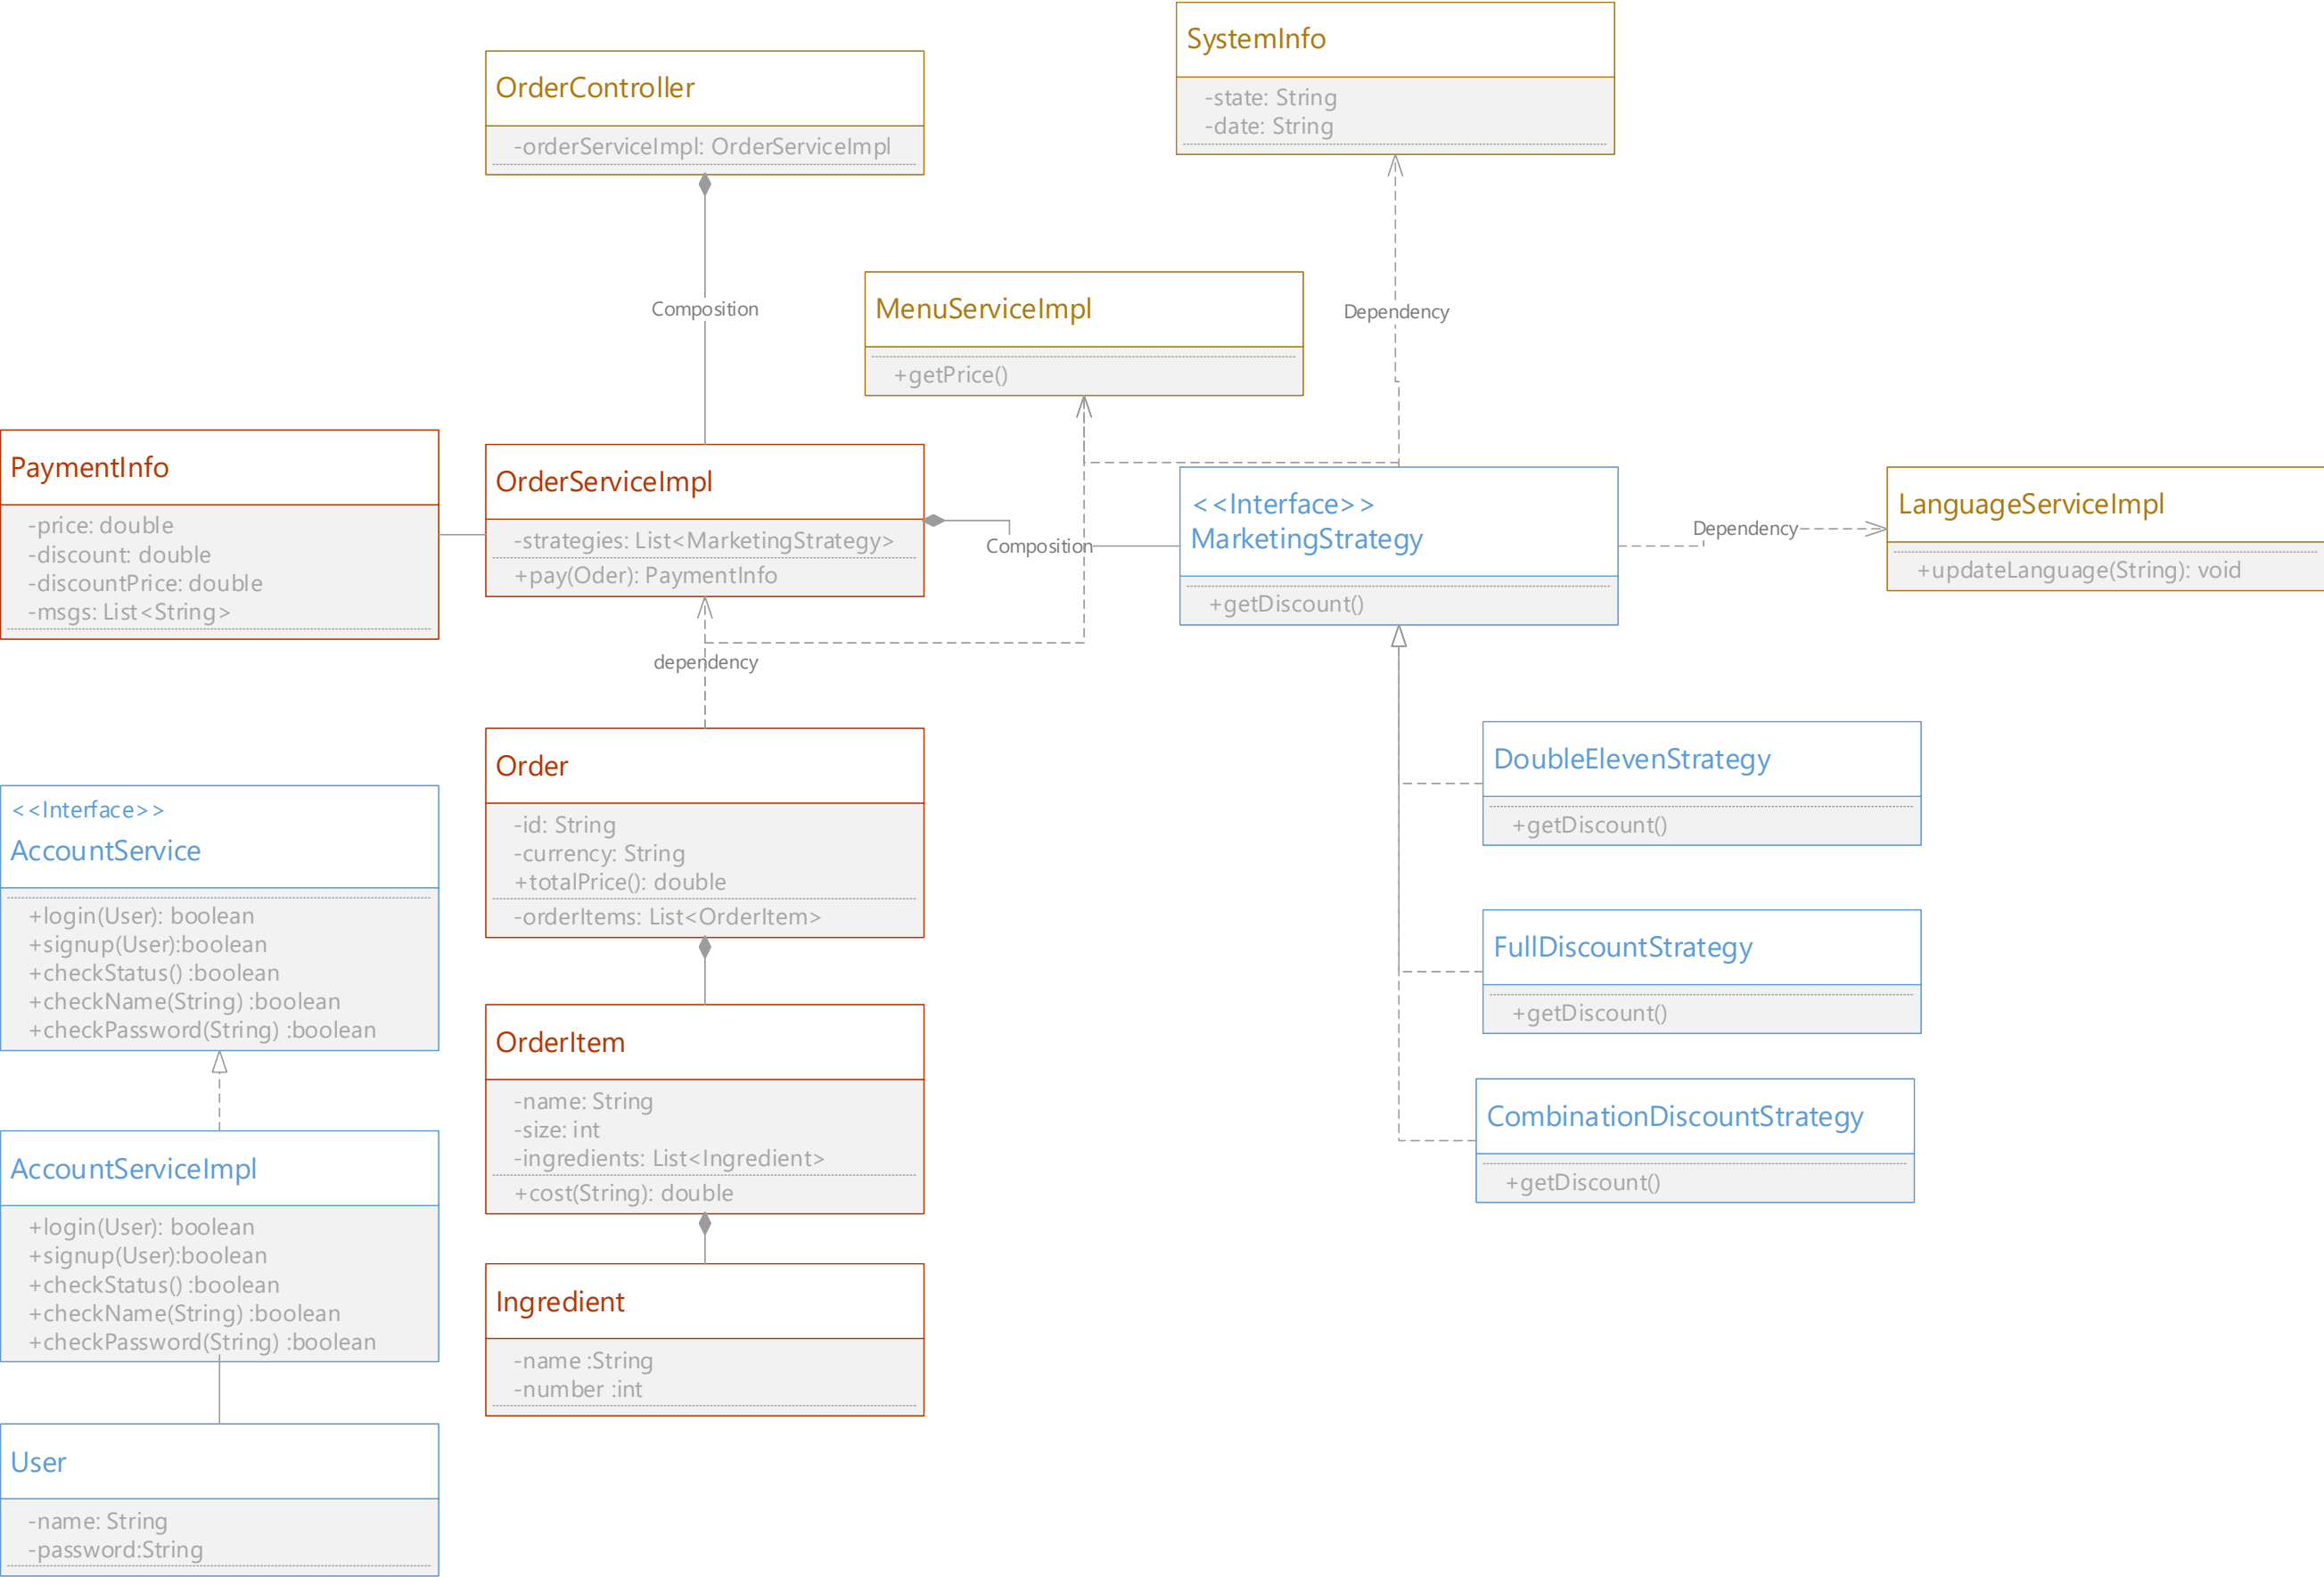 SystemInfo
-state: String
-date: String
OrderController
-orderServiceImpl: OrderServiceImpl
Composition
MenuServiceImpl
+getPrice()
Dependency
PaymentInfo
-price: double
-discount: double
-discountPrice: double
-msgs: List<String>
OrderServiceImpl
-strategies: List<MarketingStrategy>
+pay(Oder): PaymentInfo
Composition
<<Interface>>
MarketingStrategy
+getDiscount()
Dependency
LanguageServiceImpl
+updateLanguage(String): void
dependency
Order
-id: String
-currency: String
+totalPrice(): double
-orderItems: List<OrderItem>
DoubleElevenStrategy
+getDiscount()
<<Interface>>
AccountService
+login(User): boolean
+signup(User):boolean
+checkStatus() :boolean
+checkName(String) :boolean
+checkPassword(String) :boolean
FullDiscountStrategy
+getDiscount()
OrderItem
-name: String
-size: int
-ingredients: List<Ingredient>
+cost(String): double
CombinationDiscountStrategy
+getDiscount()
AccountServiceImpl
+login(User): boolean
+signup(User):boolean
+checkStatus() :boolean
+checkName(String) :boolean
+checkPassword(String) :boolean
Ingredient
-name :String
-number :int
User
-name: String
-password:String